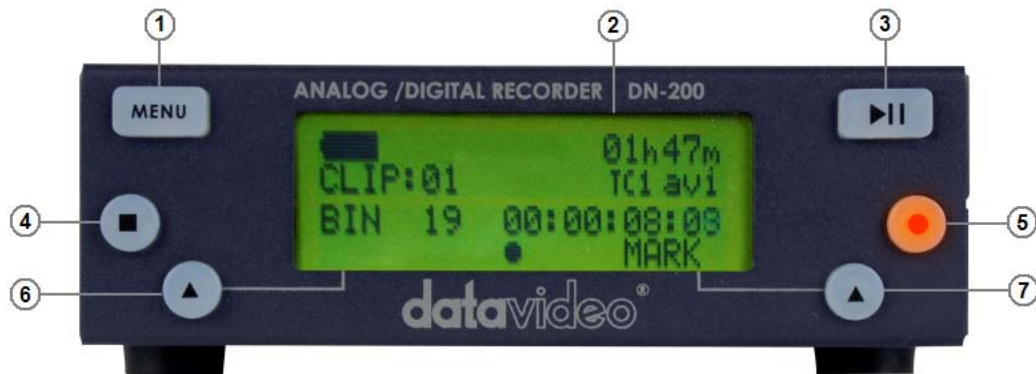 1 2 3
ANALOG /DIGITAL RECORDER DN-200
MENU
01h47m
CLIP:01 TC1 avi
4 5
BIN 19 00:00:08:08
MARK
6 7
datavideo®